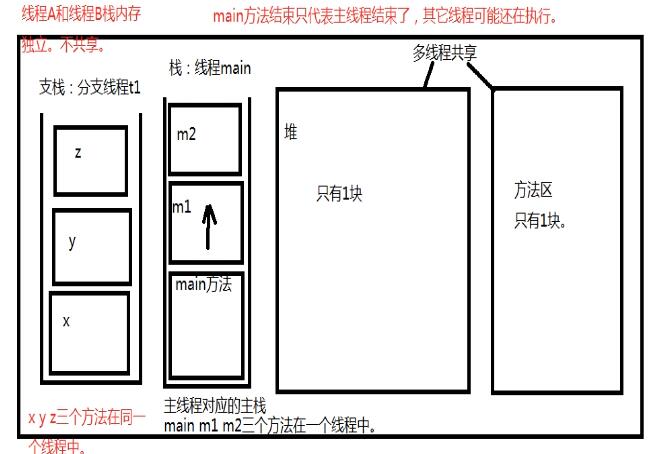 线程A和线程B栈内存
独立。不共享。
main方法结束只代表主线程结束了，其它线程可能还在执行。
多线程共享
支栈：分支线程t1
栈：线程main
z
y
x
m2
m1
main方法
堆
只有1块
方法区
只有1块。
x y z三个方法在同一
个线程中。
主线程对应的主栈
main m1 m2三个方法在一个线程中。